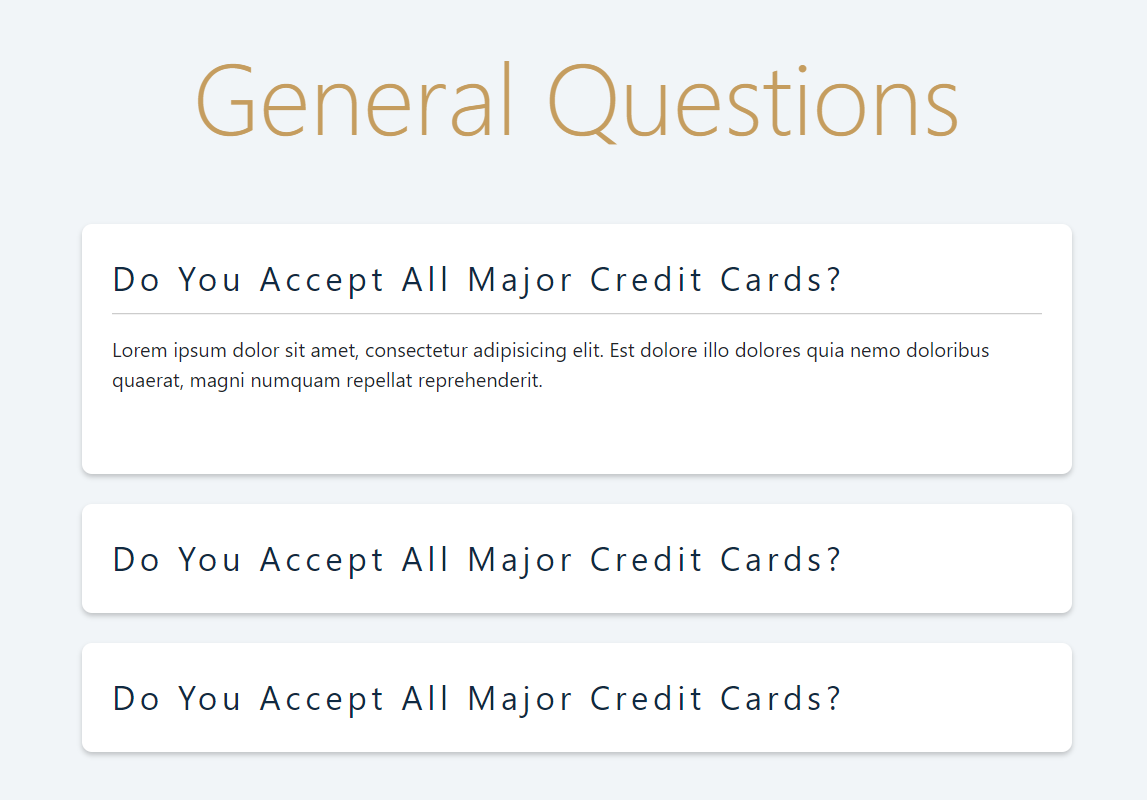 General Questions
Do You Accept All Major Credit Cards?
Lorem ipsum dolor sit amet, consectetur adipisicing elit. Est dolore illo dolores quia nemo doloribus
quaerat, magni numquam repellat reprehenderit.
Do You Accept All Major Credit Cards?
Do You Accept All Major Credit Cards?